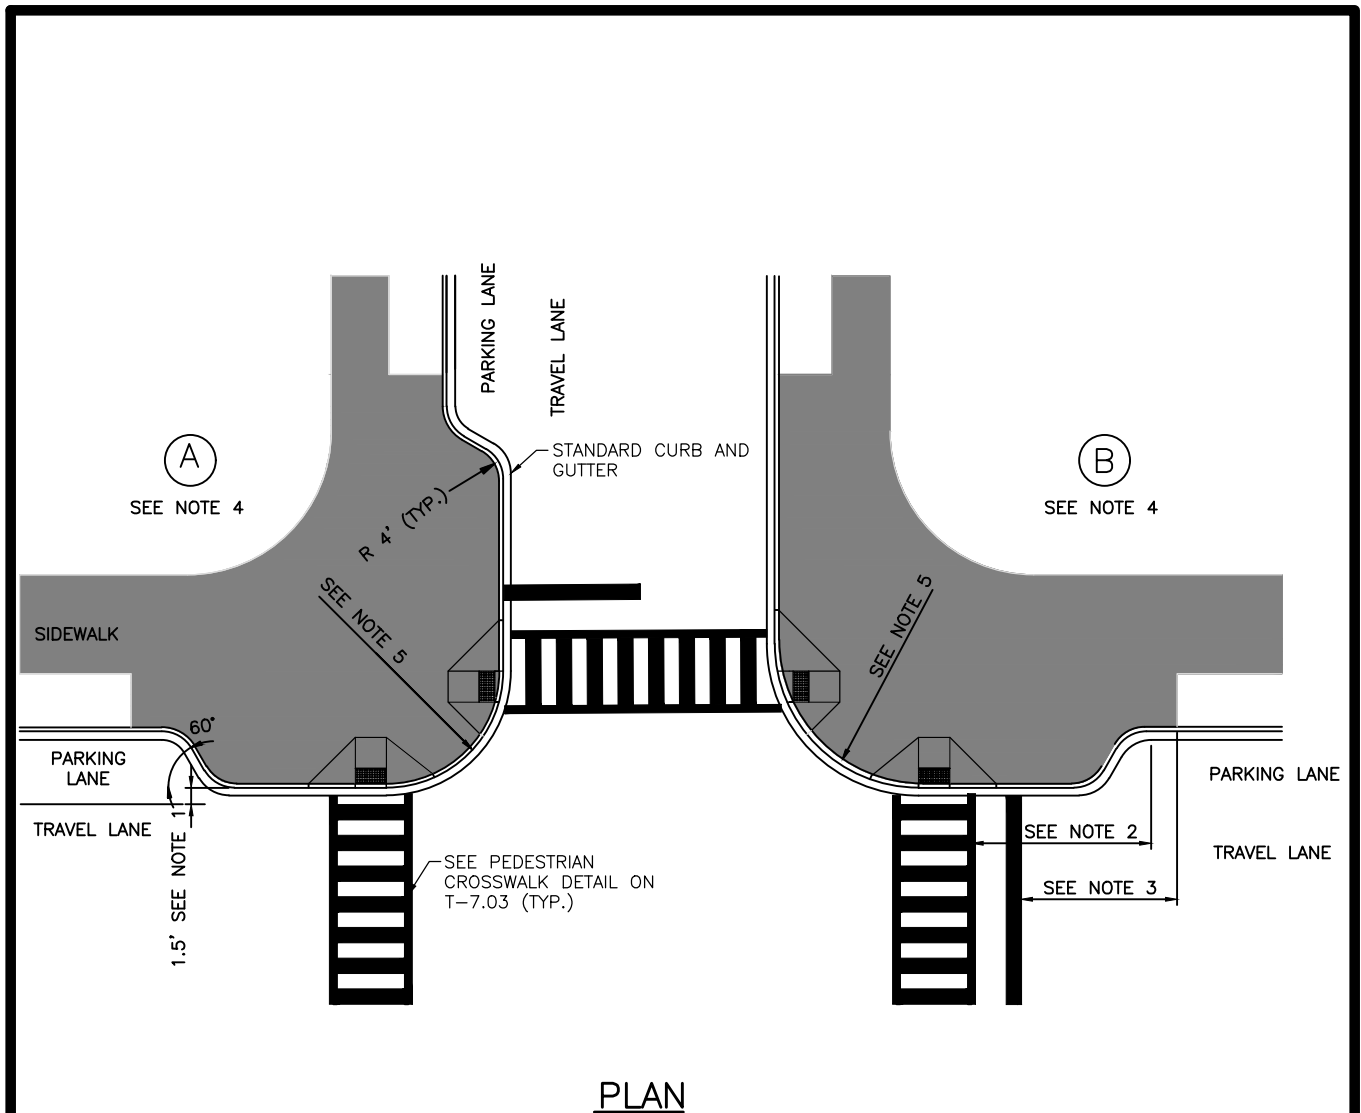 PARKING LANE
TRAVEL LANE
A
SEE NOTE 4
STANDARD CURB AND
GUTTER
B
SEE NOTE 4
R 4' (TYP.)
SEE NOTE 5
SEE NOTE 5
SIDEWALK
60°
PARKING
LANE
TRAVEL LANE
1.5' SEE NOTE 1
SEE PEDESTRIAN
CROSSWALK DETAIL ON
T-7.03 (TYP.)
PARKING LANE
SEE NOTE 2
TRAVEL LANE
SEE NOTE 3
PLAN